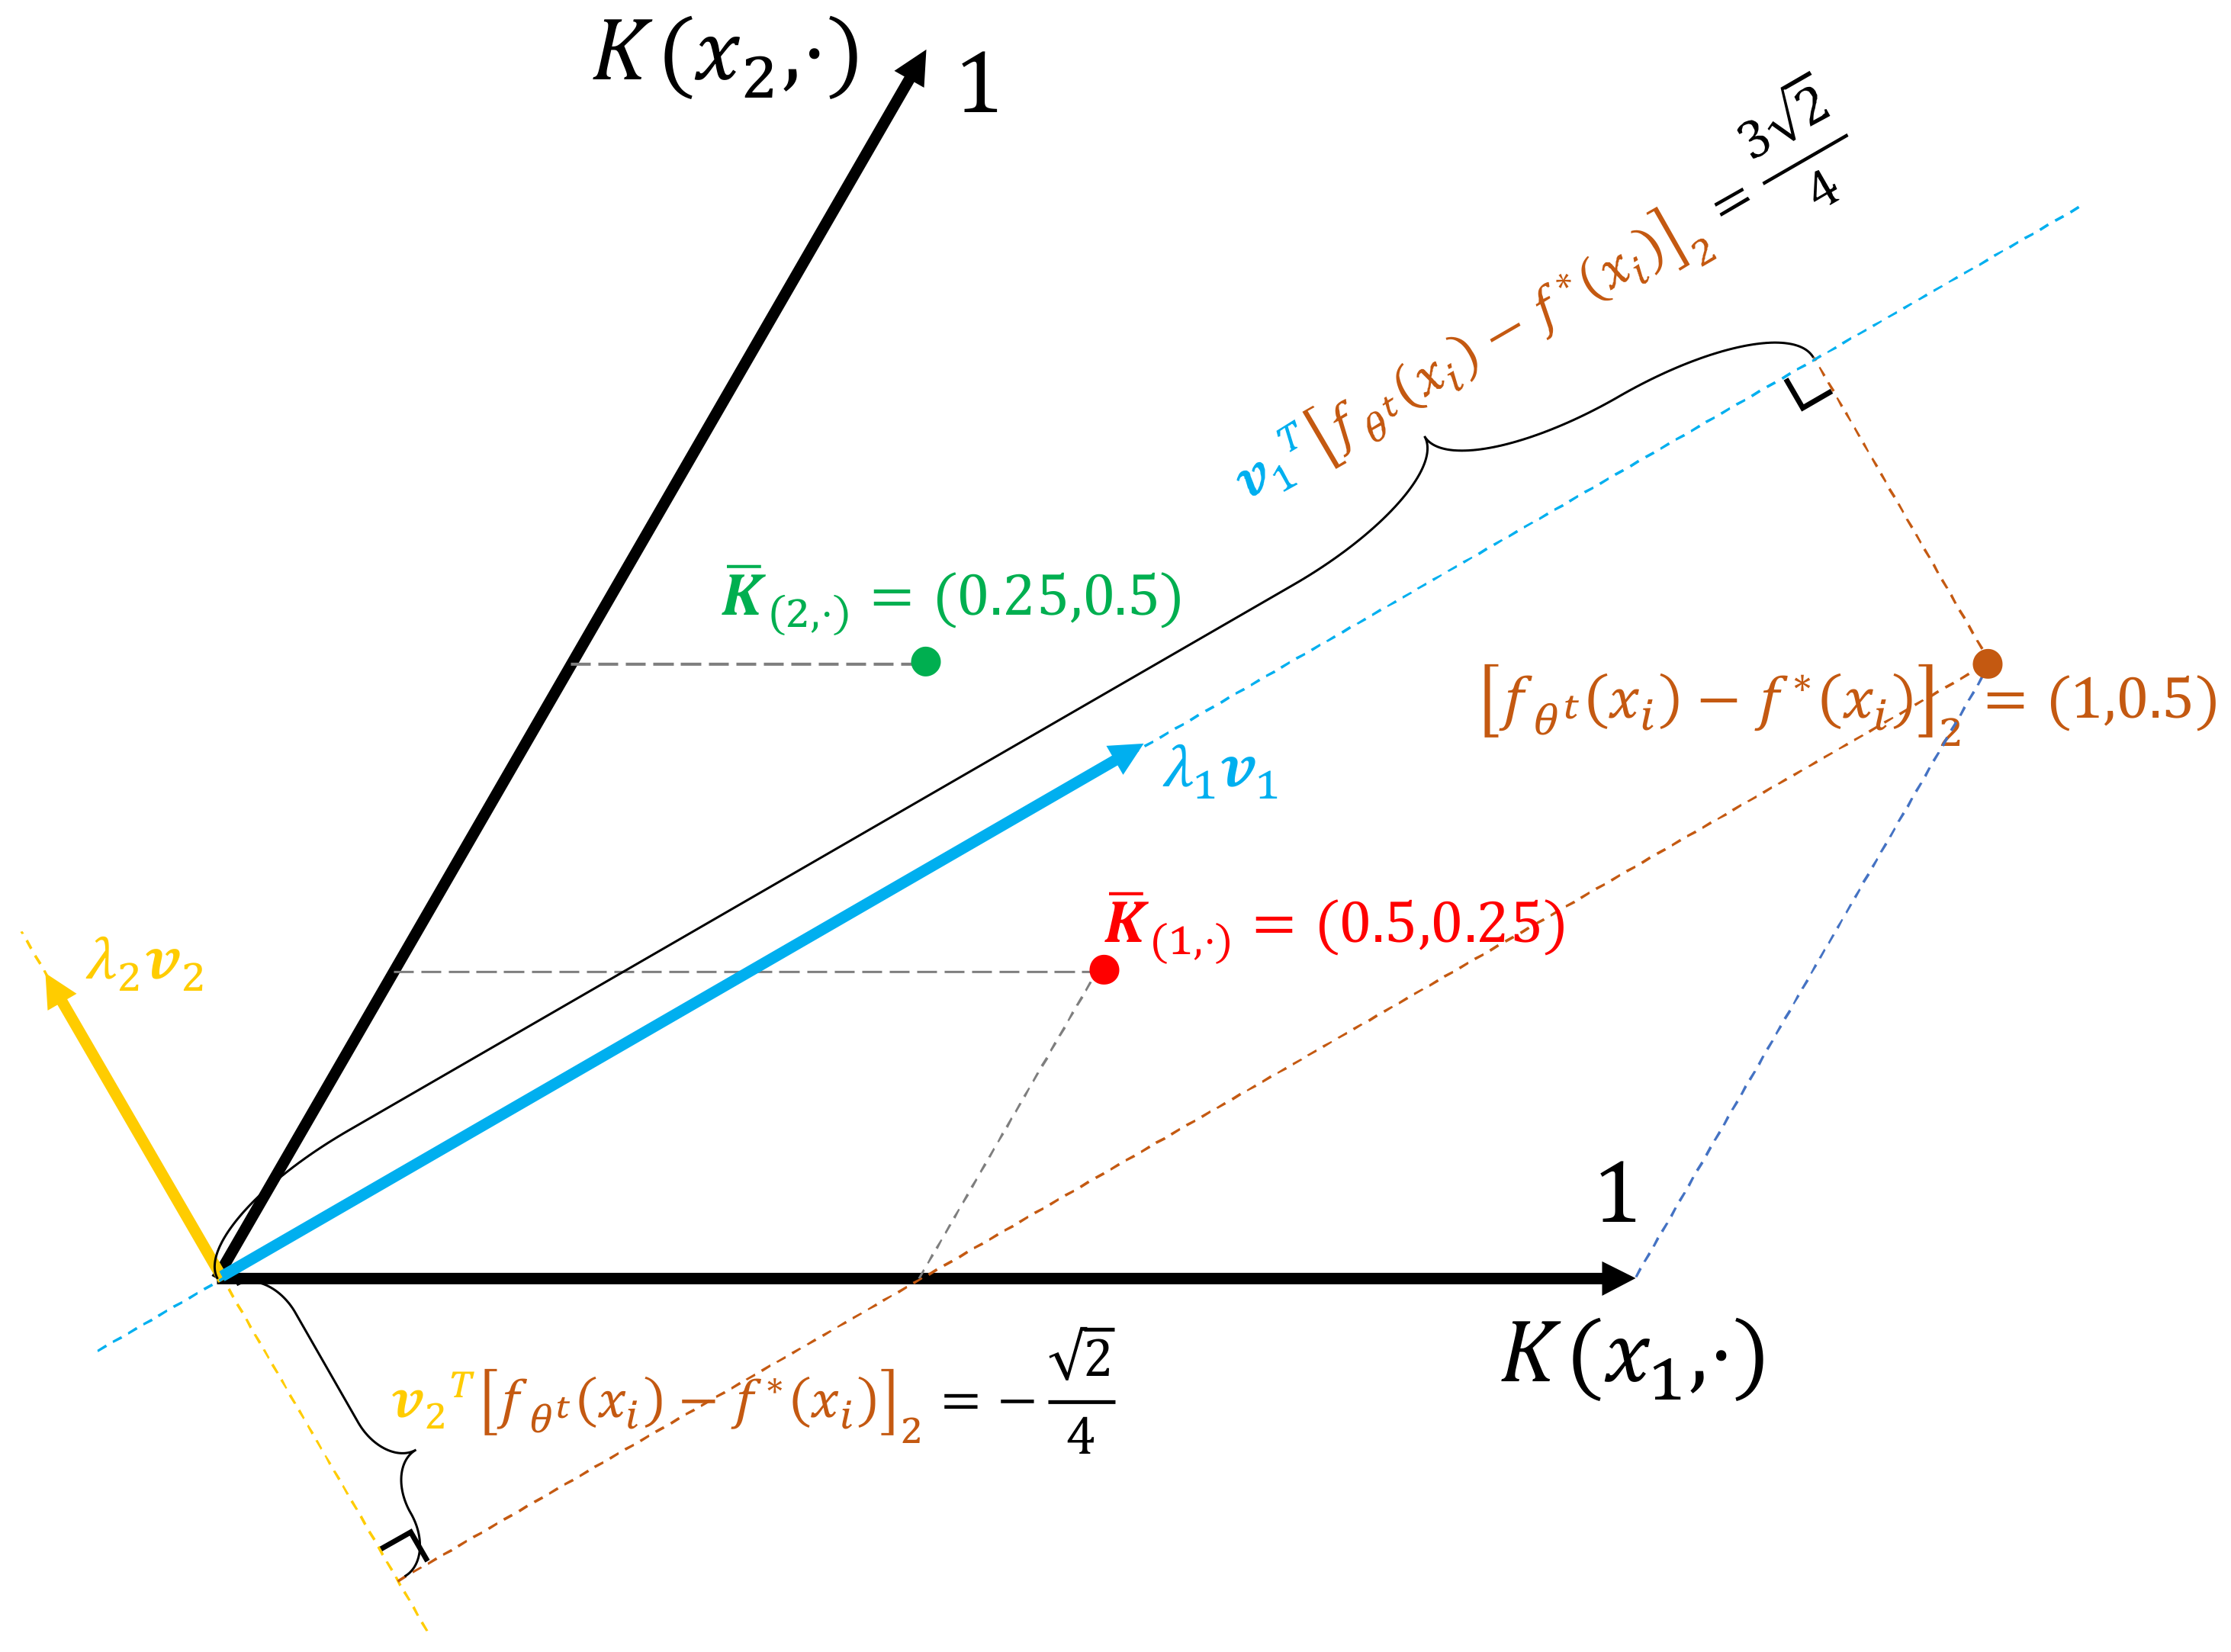 K(x₂,·)
1
v₁ᵀ[f_θᵗ(xᵢ) − f*(xᵢ)]₂ = 3√2/4
K̄₍₂,·₎ = (0.25,0.5)
[f_θᵗ(xᵢ) − f*(xᵢ)]₂ = (1,0.5)
λ₁v₁
K̄₍₁,·₎ = (0.5,0.25)
λ₂v₂
1
K(x₁,·)
v₂ᵀ[f_θᵗ(xᵢ) − f*(xᵢ)]₂ = −√2/4